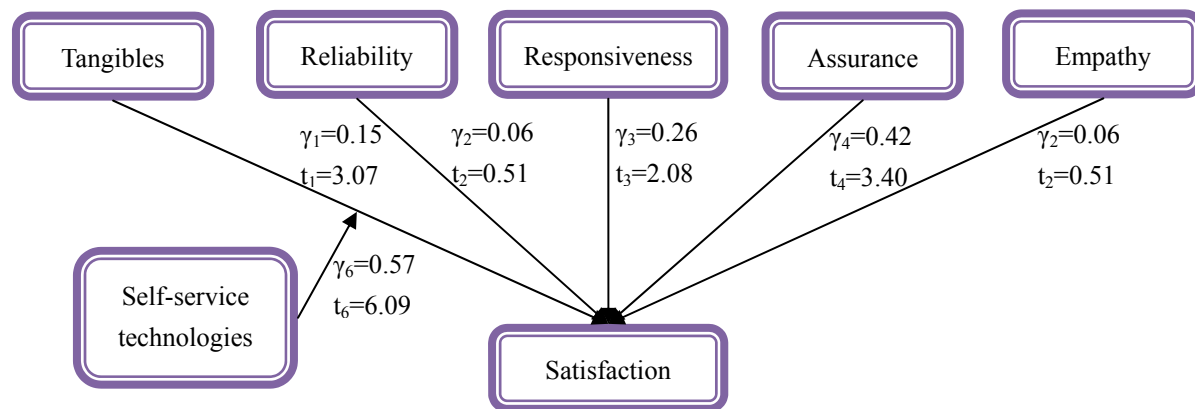 Tangibles
Reliability
Responsiveness
Assurance
Empathy
γ₁=0.15
t₁=3.07
γ₂=0.06
t₂=0.51
γ₃=0.26
t₃=2.08
γ₄=0.42
t₄=3.40
γ₂=0.06
t₂=0.51
Self-service
technologies
γ₆=0.57
t₆=6.09
Satisfaction